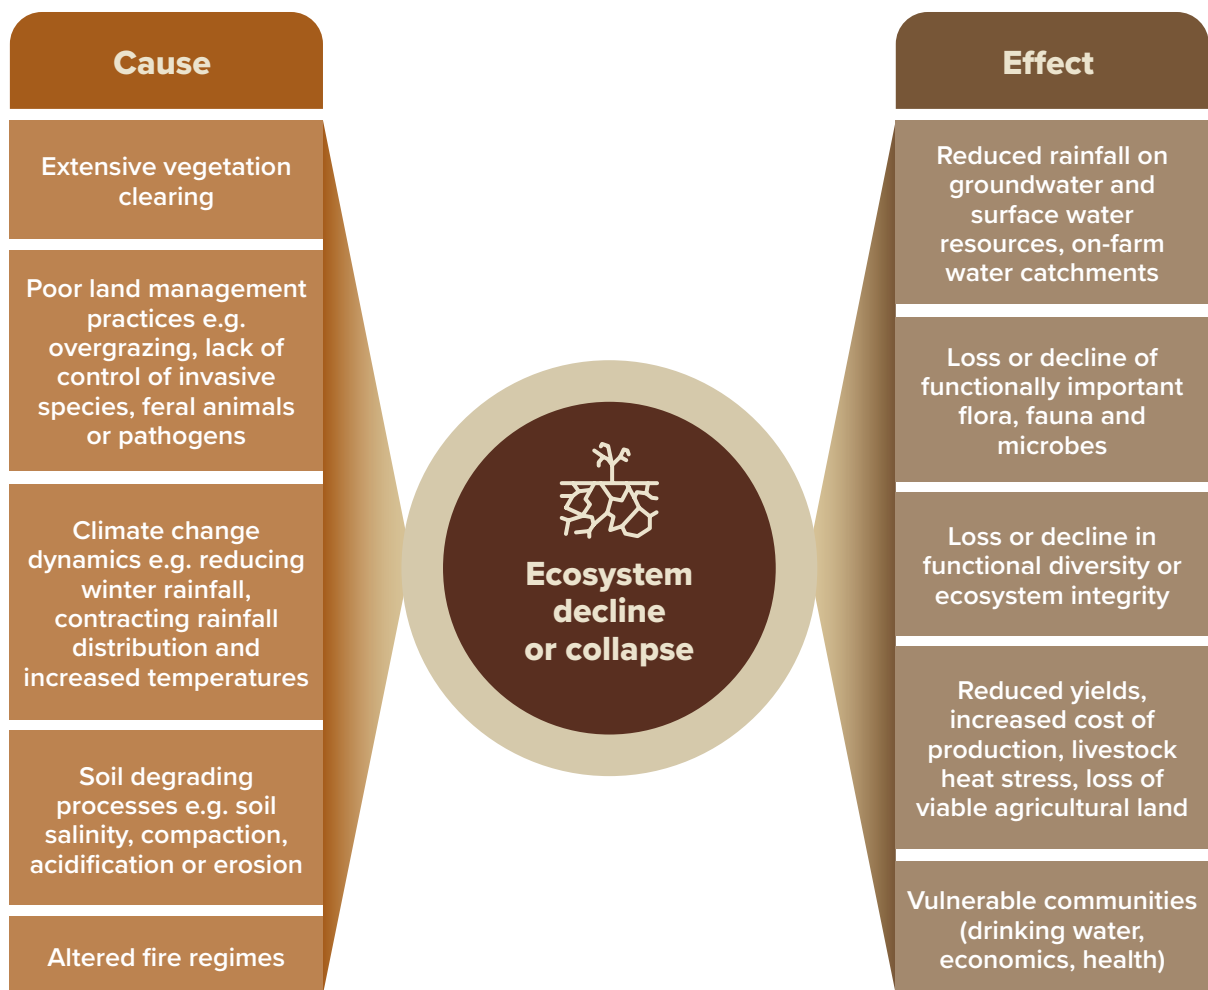 Cause
Extensive vegetation
clearing
Poor land management
practices e.g.
overgrazing, lack of
control of invasive
species, feral animals
or pathogens
Climate change
dynamics e.g. reducing
winter rainfall,
contracting rainfall
distribution and
increased temperatures
Soil degrading
processes e.g. soil
salinity, compaction,
acidification or erosion
Altered fire regimes
Ecosystem
decline
or collapse
Effect
Reduced rainfall on
groundwater and
surface water
resources, on-farm
water catchments
Loss or decline of
functionally important
flora, fauna and
microbes
Loss or decline in
functional diversity or
ecosystem integrity
Reduced yields,
increased cost of
production, livestock
heat stress, loss of
viable agricultural land
Vulnerable communities
(drinking water,
economics, health)